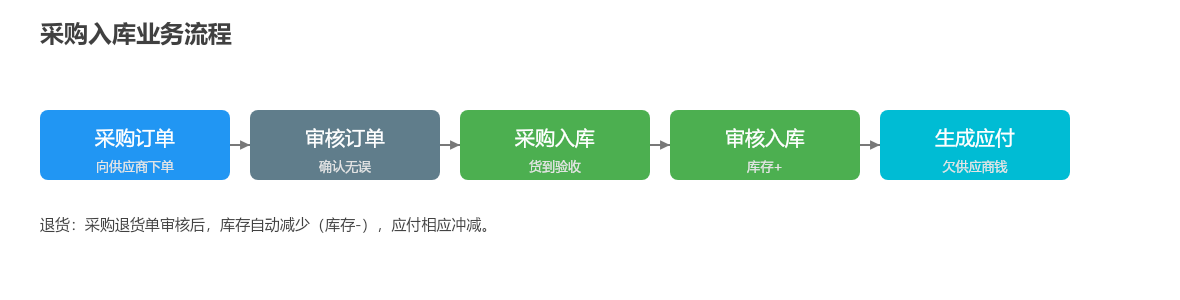 采购入库业务流程
采购订单
向供应商下单
审核订单
确认无误
采购入库
货到验收
审核入库
库存+
生成应付
欠供应商钱
退货：采购退货单审核后，库存自动减少（库存-），应付相应冲减。